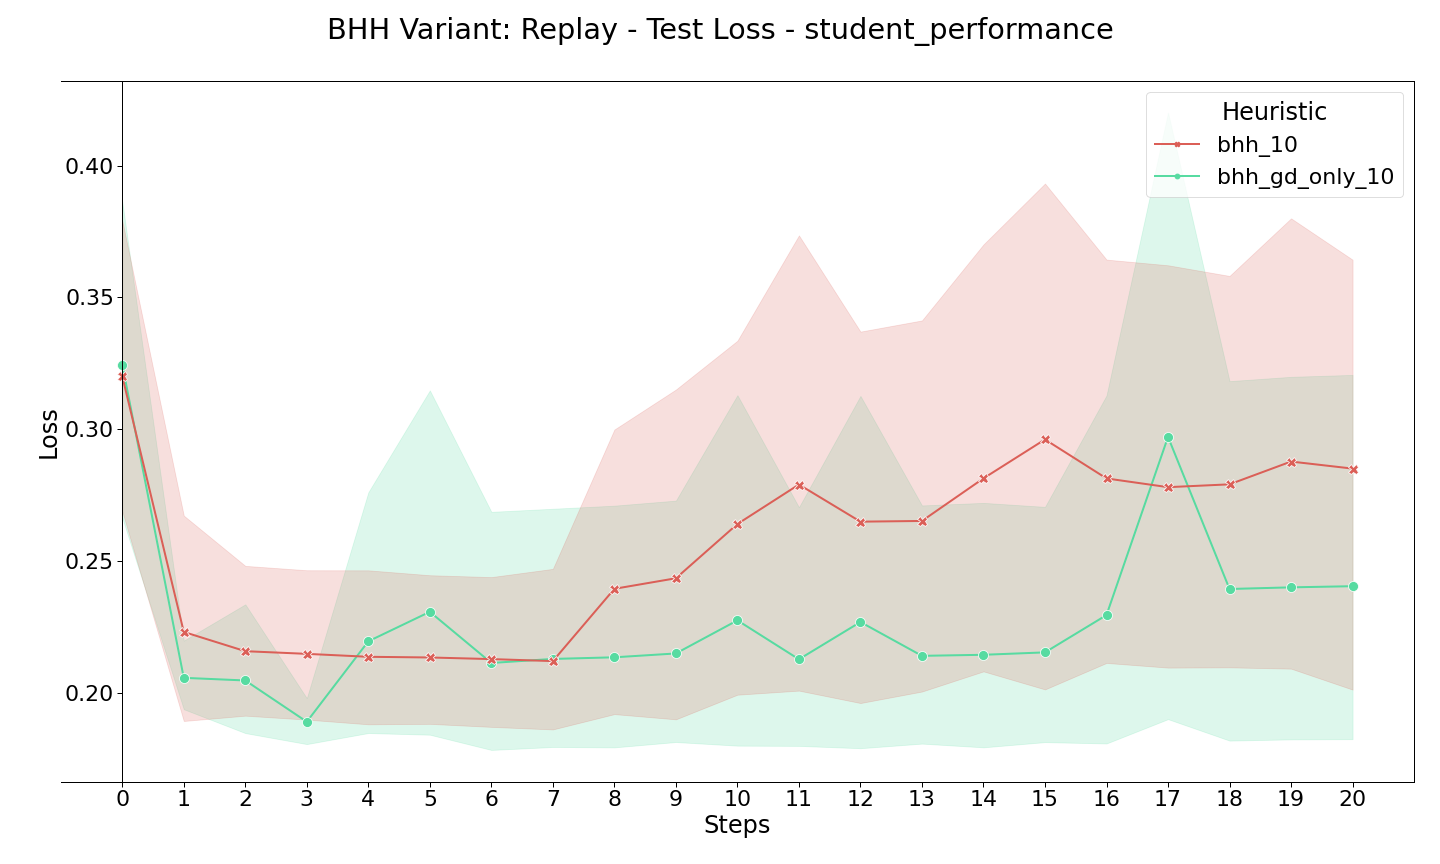 BHH Variant: Replay - Test Loss - student_performance
Heuristic
bhh_10
bhh_gd_only_10
0.40
0.35
0.30
0.25
0.20
Loss
0 1 2 3 4 5 6 7 8 9 10 11 12 13 14 15 16 17 18 19 20
Steps